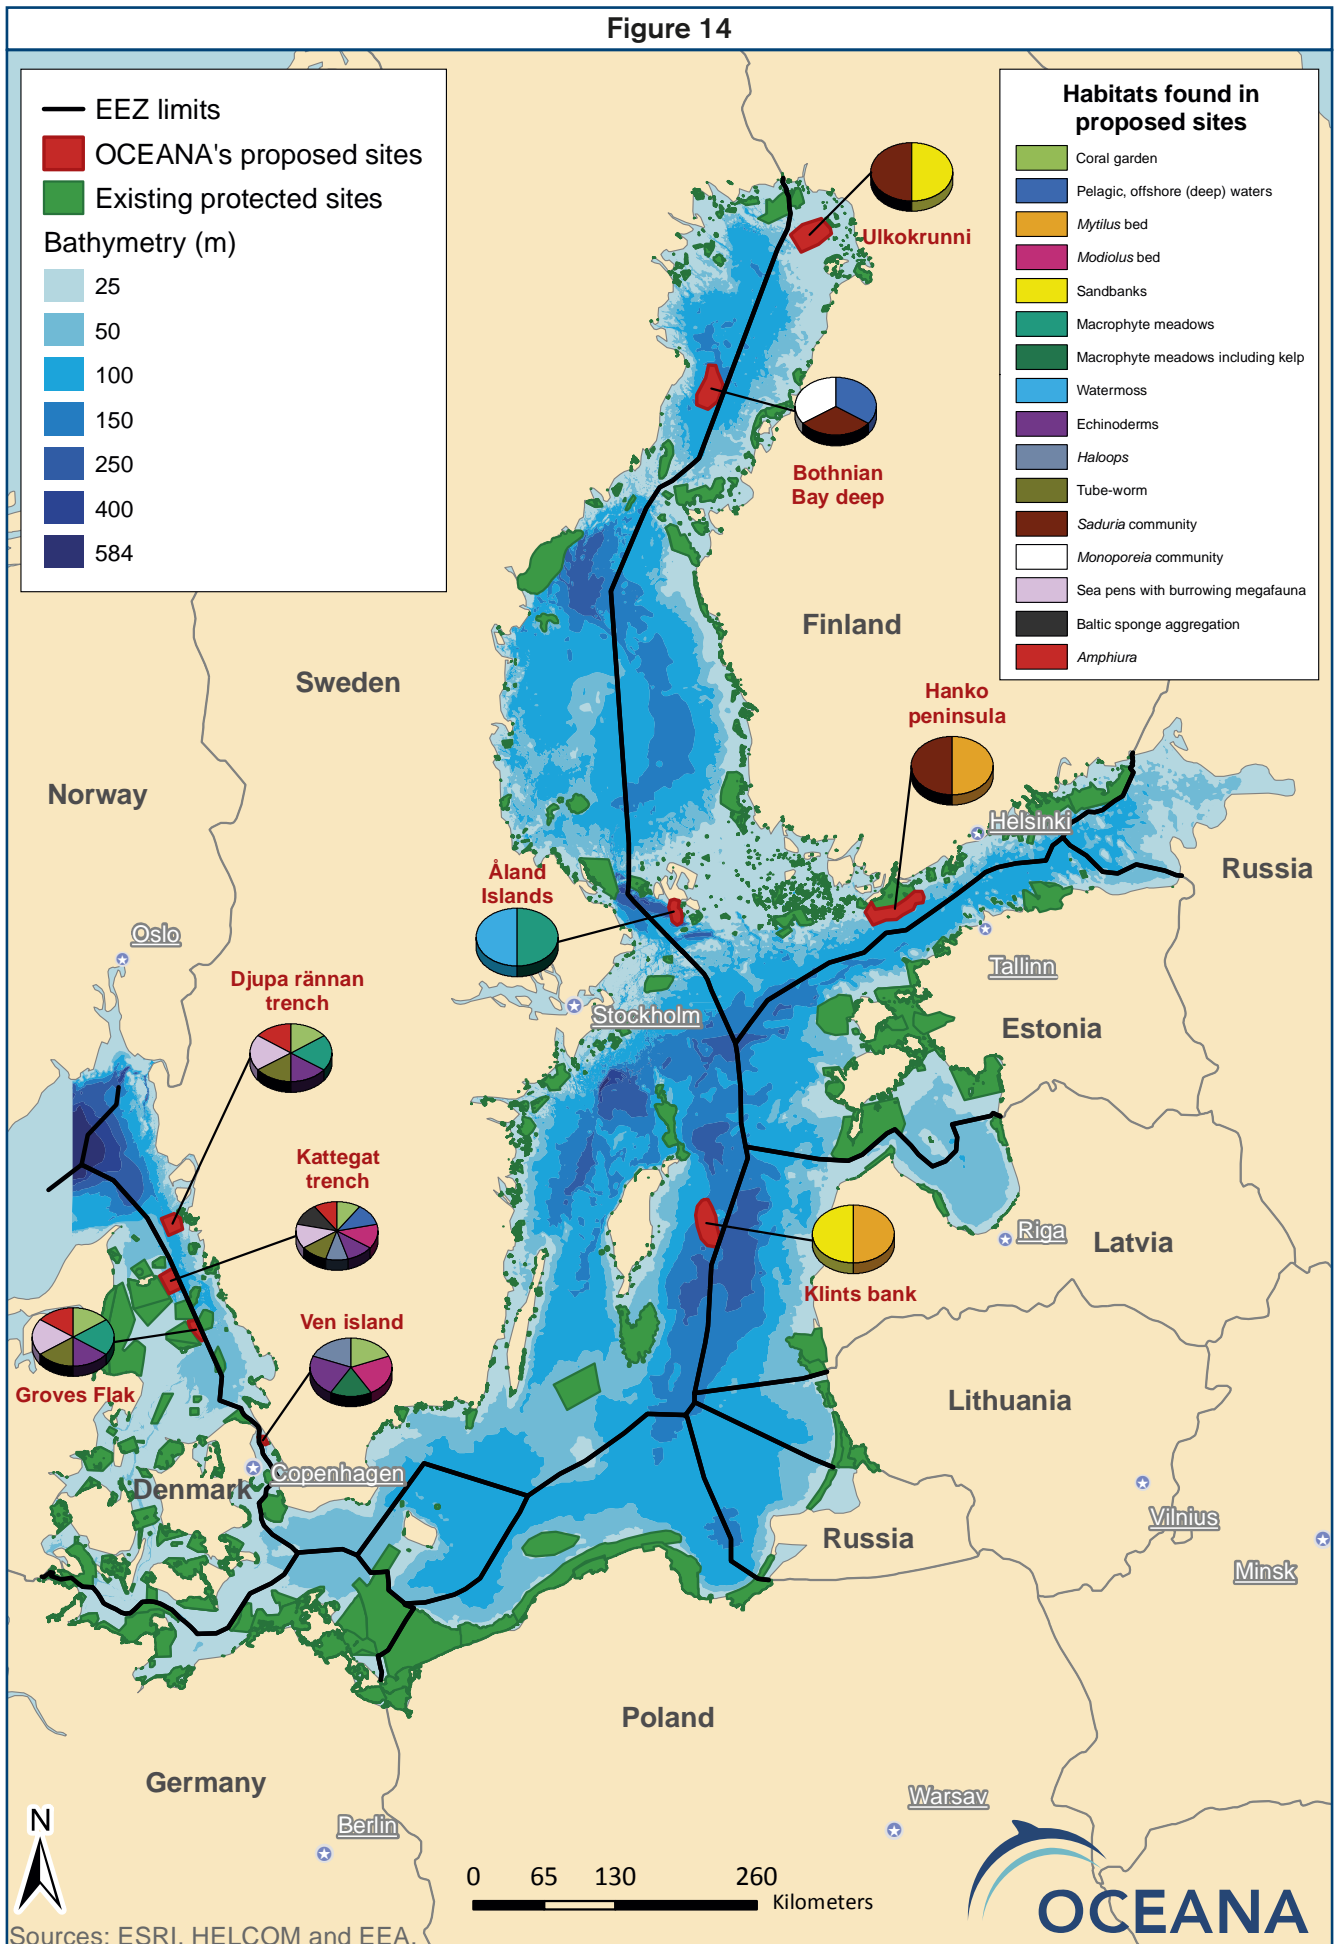 Figure 14
EEZ limits
OCEANA's proposed sites
Existing protected sites
Bathymetry (m)
25
50
100
150
250
400
584
Habitats found in
proposed sites
Coral garden
Pelagic, offshore (deep) waters
Mytilus bed
Modiolus bed
Sandbanks
Macrophyte meadows
Macrophyte meadows including kelp
Watermoss
Echinoderms
Haloops
Tube-worm
Saduria community
Monoporeia community
Sea pens with burrowing megafauna
Baltic sponge aggregation
Amphiura
Ulkokrunni
Bothnian
Bay deep
Finland
Sweden
Hanko
peninsula
Norway
Helsinki
Russia
Åland
Islands
Oslo
Tallinn
Djupa rännan
trench
Stockholm
Estonia
Kattegat
trench
Riga
Latvia
Klints bank
Ven island
Groves Flak
Lithuania
Copenhagen
Denmark
Vilnius
Russia
Minsk
Poland
Germany
Warsav
Berlin
N
0 65 130 260
Kilometers
OCEANA
Sources: ESRI, HELCOM and EEA.